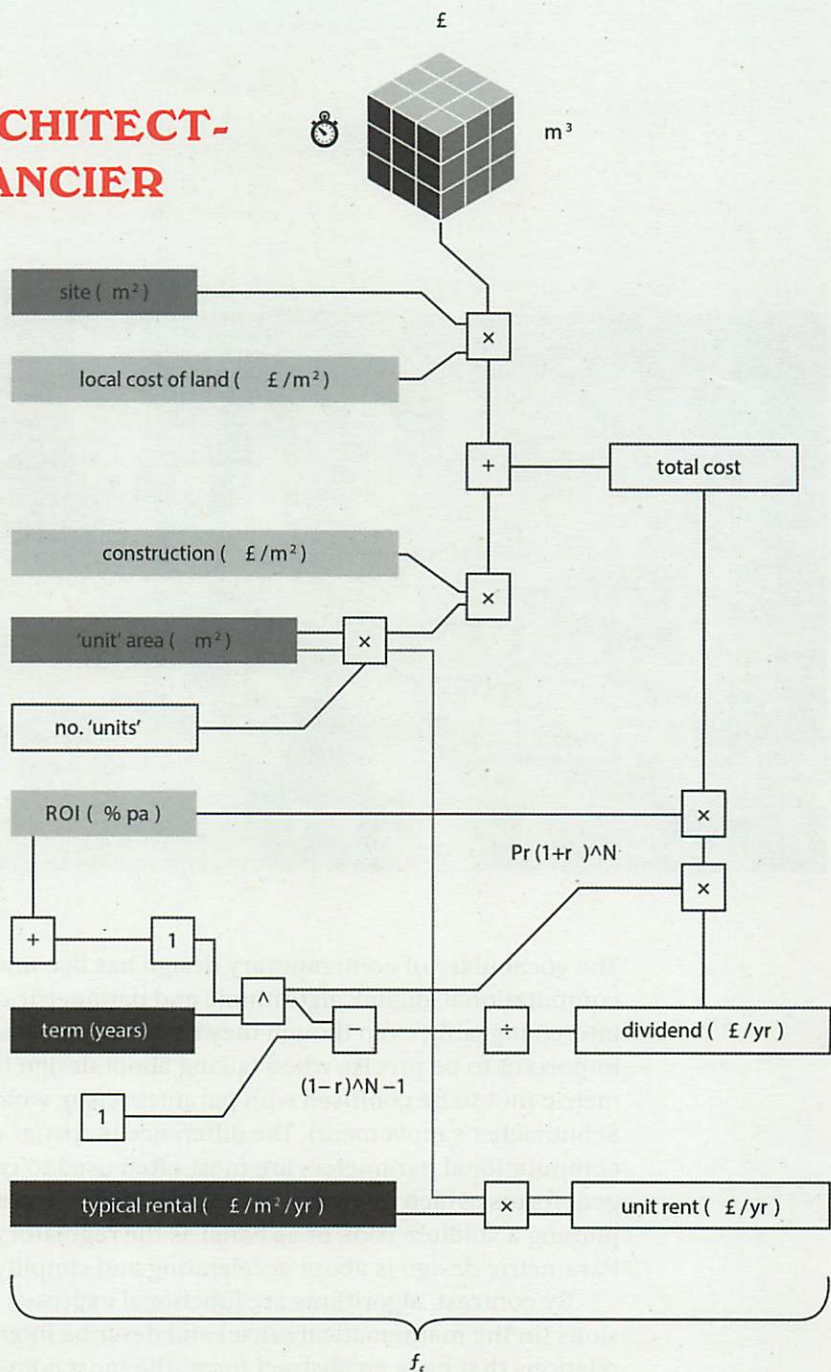 £
CHITECT-
ANCIER
m³
site ( m²)
×
local cost of land ( £/m²)
+
total cost
construction ( £/m²)
×
'unit' area ( m²)
×
no. 'units'
ROI ( % pa )
×
Pr (1+r )^N
×
+
1
^
term (years)
−
÷
dividend ( £/yr )
(1−r )^N−1
1
typical rental ( £/m²/yr )
×
unit rent ( £/yr )